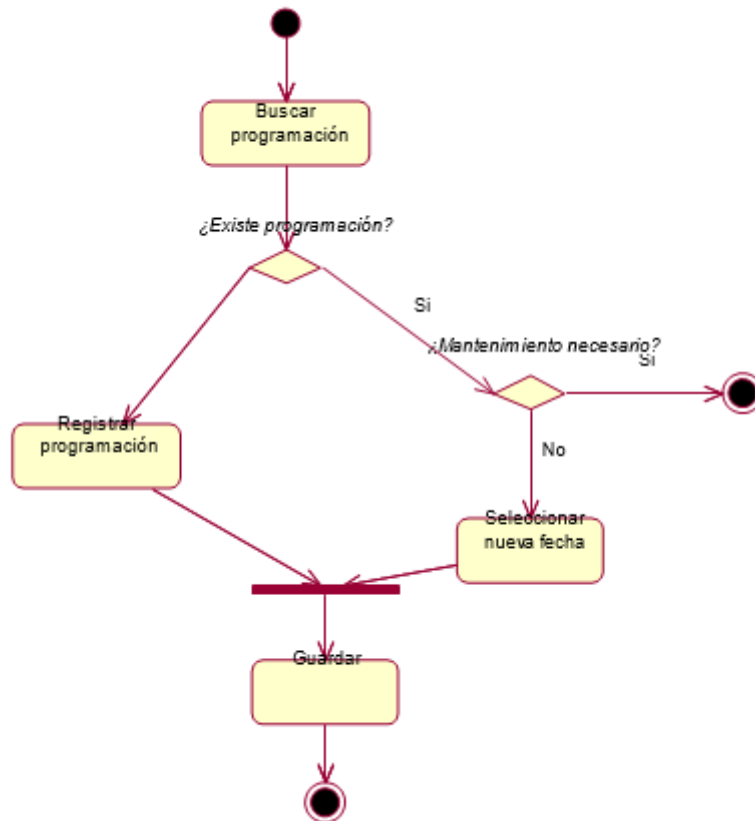 Buscar
programación
¿Existe programación?
Si
¿Mantenimiento necesario?
Si
Registrar
programación
No
Seleccionar
nueva fecha
Guardar